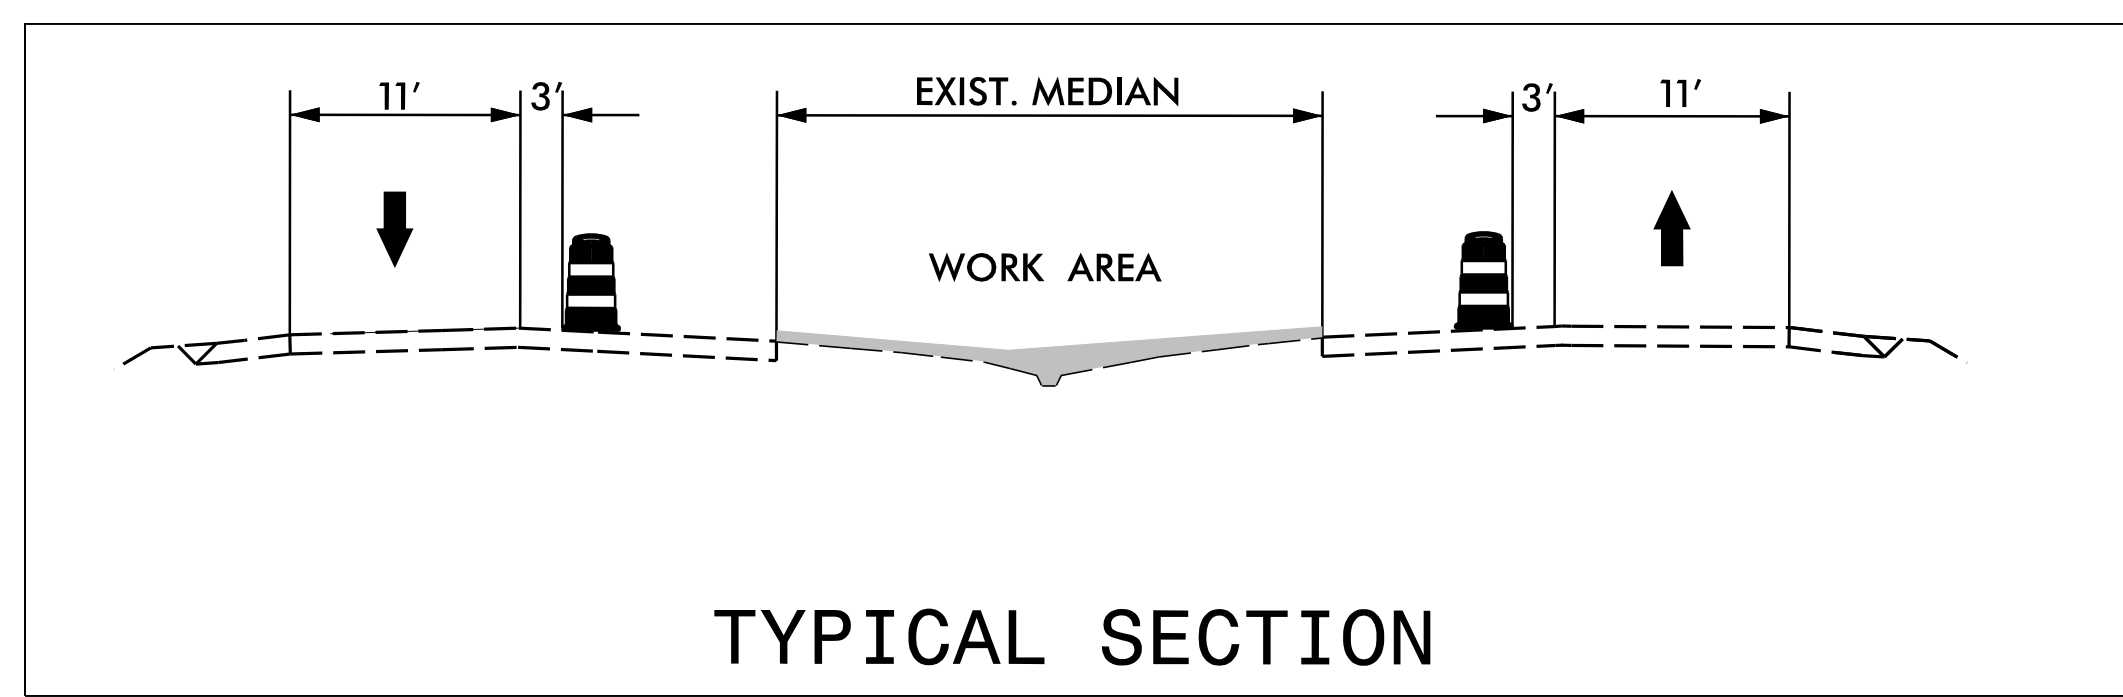 11' 3' EXIST. MEDIAN 3' 11'
WORK AREA
TYPICAL SECTION